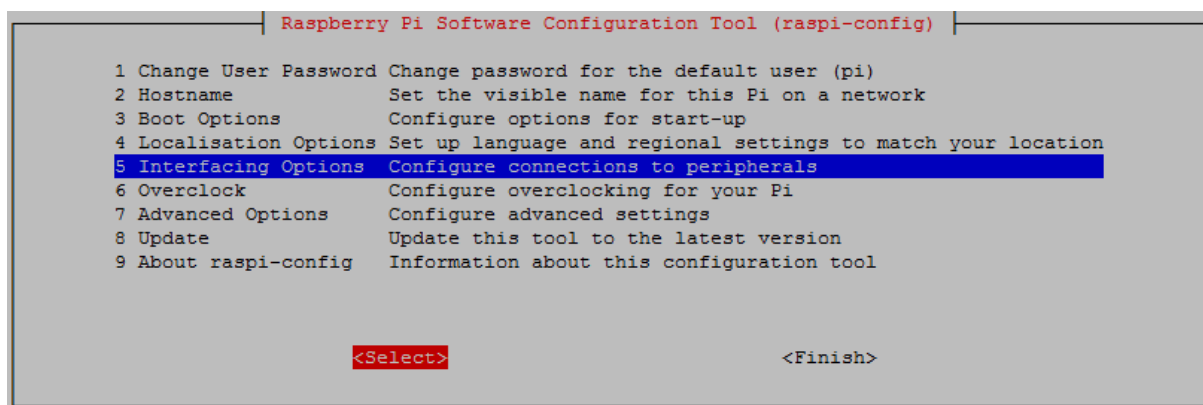 Raspberry Pi Software Configuration Tool (raspi-config)
1 Change User Password Change password for the default user (pi)
2 Hostname Set the visible name for this Pi on a network
3 Boot Options Configure options for start-up
4 Localisation Options Set up language and regional settings to match your location
5 Interfacing Options Configure connections to peripherals
6 Overclock Configure overclocking for your Pi
7 Advanced Options Configure advanced settings
8 Update Update this tool to the latest version
9 About raspi-config Information about this configuration tool
<Select> <Finish>